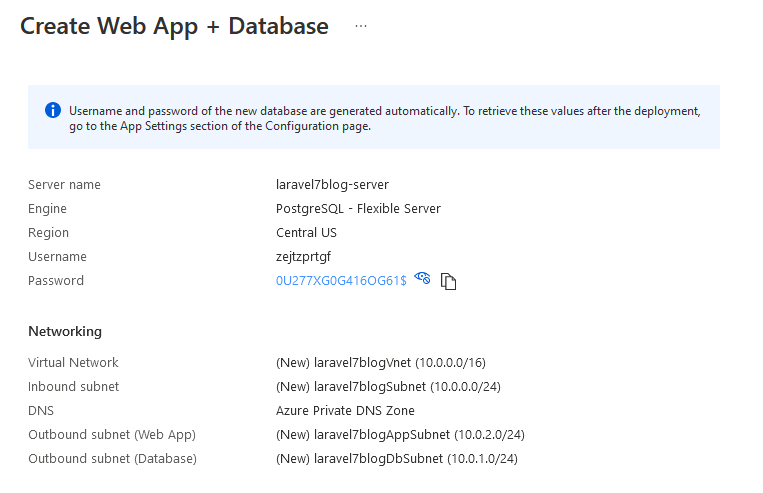 Create Web App + Database ...
Username and password of the new database are generated automatically. To retrieve these values after the deployment,
go to the App Settings section of the Configuration page.
Server name laravel7blog-server
Engine PostgreSQL - Flexible Server
Region Central US
Username zejtzprtgf
Password 0U277XG0G416OG61$
Networking
Virtual Network (New) laravel7blogVnet (10.0.0.0/16)
Inbound subnet (New) laravel7blogSubnet (10.0.0.0/24)
DNS Azure Private DNS Zone
Outbound subnet (Web App) (New) laravel7blogAppSubnet (10.0.2.0/24)
Outbound subnet (Database) (New) laravel7blogDbSubnet (10.0.1.0/24)